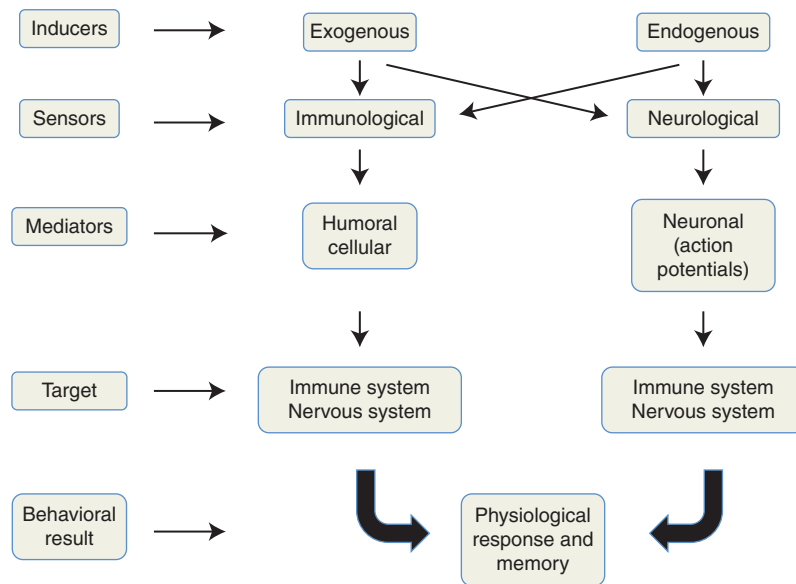 Inducers
Exogenous
Endogenous
Sensors
Immunological
Neurological
Mediators
Humoral
cellular
Neuronal
(action
potentials)
Target
Immune system
Nervous system
Immune system
Nervous system
Behavioral
result
Physiological
response and
memory